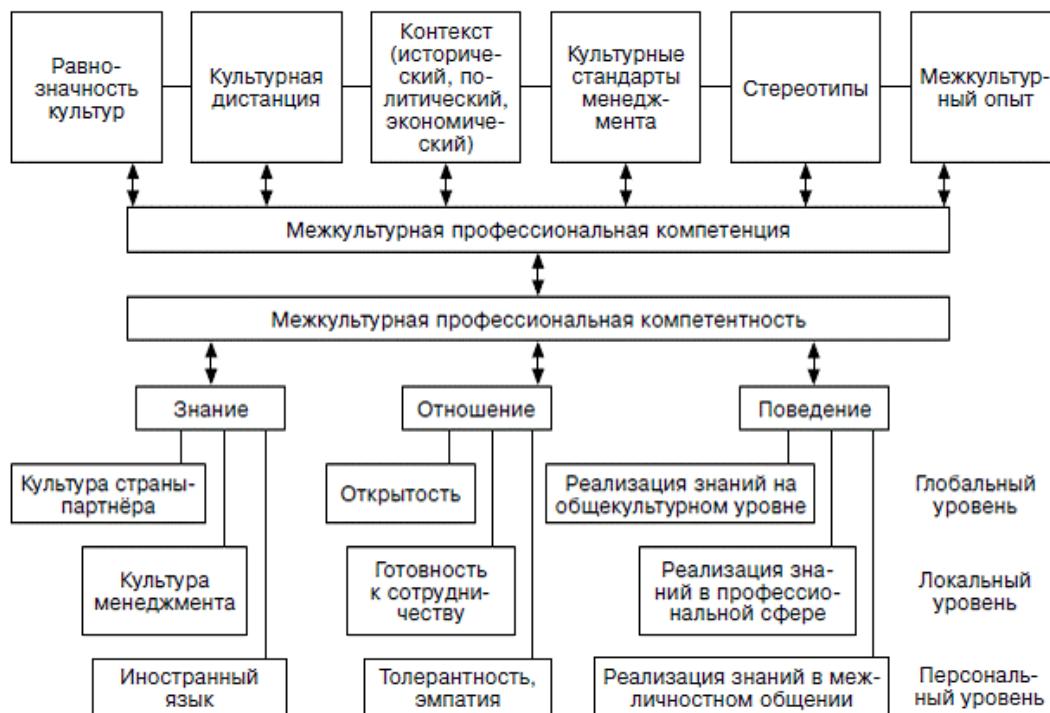 Равно-
значность
культур
Культурная
дистанция
Контекст
(историче-
ский, по-
литический,
экономиче-
ский)
Культурные
стандарты
менедж-
мента
Стереотипы
Межкультур-
ный опыт
Межкультурная профессиональная компетенция
Межкультурная профессиональная компетентность
Знание
Отношение
Поведение
Культура страны-
партнёра
Открытость
Реализация знаний на
общекультурном уровне
Глобальный
уровень
Культура
менеджмента
Готовность
к сотрудни-
честву
Реализация зна-
ний в профессио-
нальной сфере
Локальный
уровень
Иностранный
язык
Толерантность,
эмпатия
Реализация знаний в меж-
личностном общении
Персональ-
ный уровень